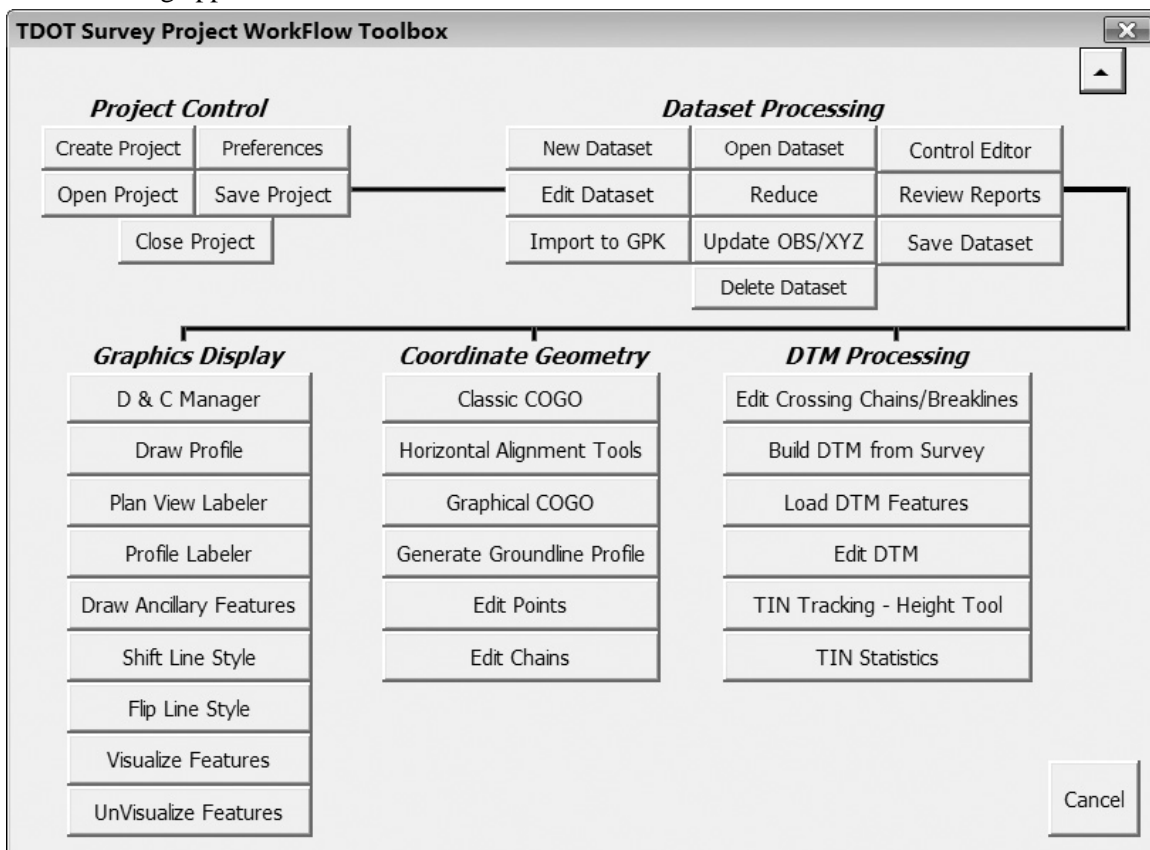 TDOT Survey Project WorkFlow Toolbox
Project Control
Create Project
Preferences
Open Project
Save Project
Close Project
Dataset Processing
New Dataset
Open Dataset
Control Editor
Edit Dataset
Reduce
Review Reports
Import to GPK
Update OBS/XYZ
Save Dataset
Delete Dataset
Graphics Display
D & C Manager
Draw Profile
Plan View Labeler
Profile Labeler
Draw Ancillary Features
Shift Line Style
Flip Line Style
Visualize Features
UnVisualize Features
Coordinate Geometry
Classic COGO
Horizontal Alignment Tools
Graphical COGO
Generate Groundline Profile
Edit Points
Edit Chains
DTM Processing
Edit Crossing Chains/Breaklines
Build DTM from Survey
Load DTM Features
Edit DTM
TIN Tracking - Height Tool
TIN Statistics
Cancel